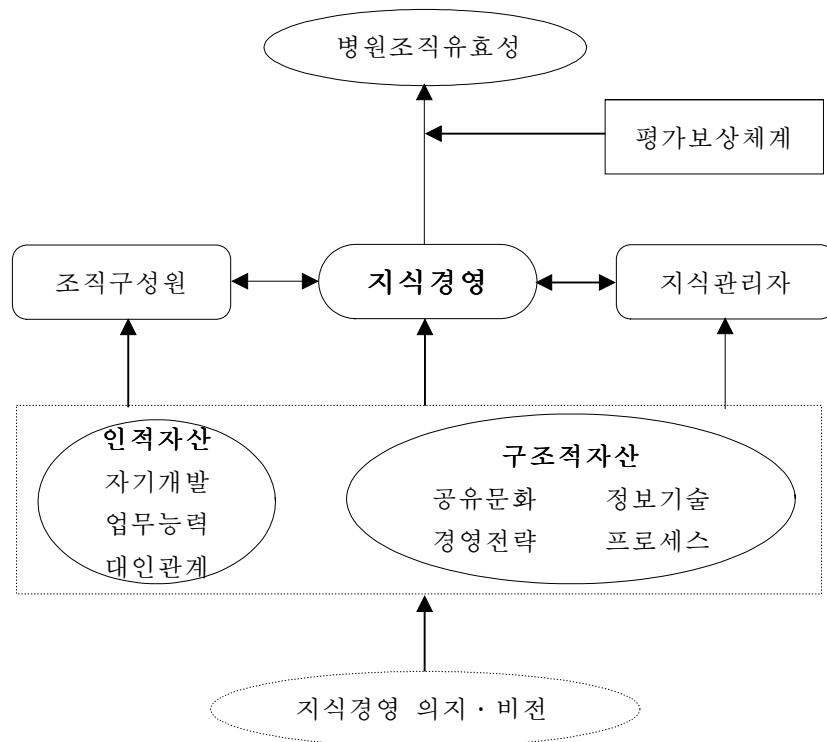 병원조직유효성
평가보상체계
조직구성원
지식경영
지식관리자
인적자산
자기개발
업무능력
대인관계
구조적자산
공유문화 정보기술
경영전략 프로세스
지식경영 의지·비전